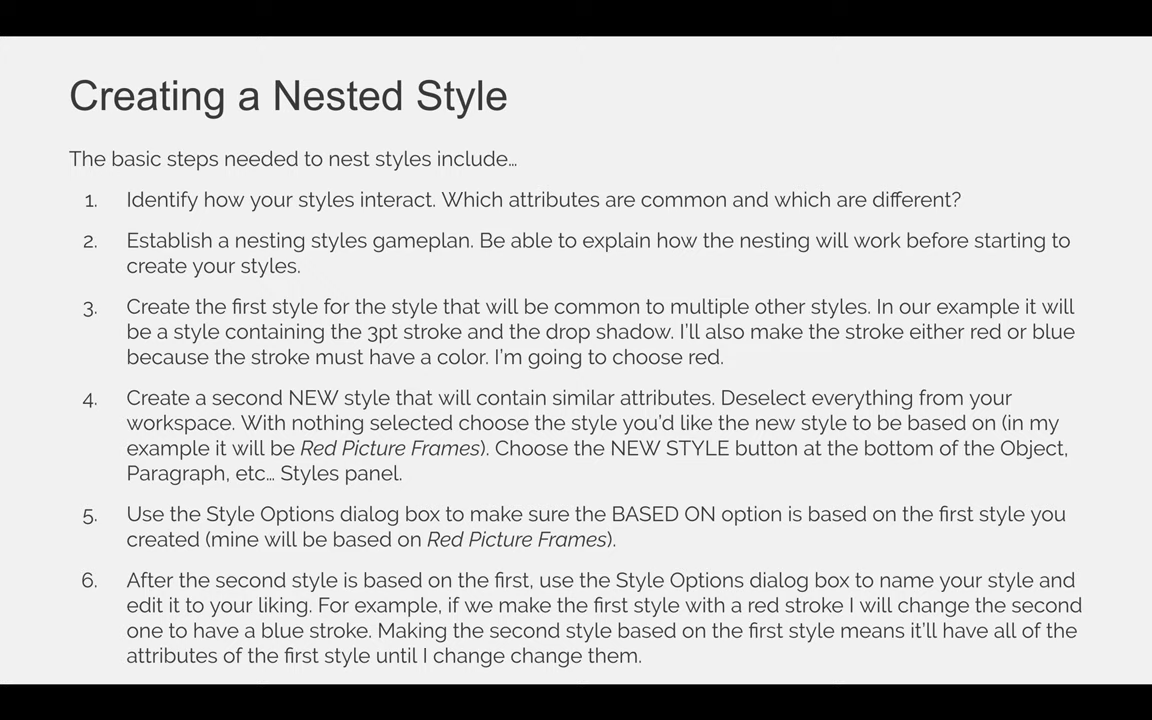 Creating a Nested Style
The basic steps needed to nest styles include…
1. Identify how your styles interact. Which attributes are common and which are different?
2. Establish a nesting styles gameplan. Be able to explain how the nesting will work before starting to
create your styles.
3. Create the first style for the style that will be common to multiple other styles. In our example it will
be a style containing the 3pt stroke and the drop shadow. I’ll also make the stroke either red or blue
because the stroke must have a color. I’m going to choose red.
4. Create a second NEW style that will contain similar attributes. Deselect everything from your
workspace. With nothing selected choose the style you’d like the new style to be based on (in my
example it will be Red Picture Frames). Choose the NEW STYLE button at the bottom of the Object,
Paragraph, etc… Styles panel.
5. Use the Style Options dialog box to make sure the BASED ON option is based on the first style you
created (mine will be based on Red Picture Frames).
6. After the second style is based on the first, use the Style Options dialog box to name your style and
edit it to your liking. For example, if we make the first style with a red stroke I will change the second
one to have a blue stroke. Making the second style based on the first style means it’ll have all of the
attributes of the first style until I change change them.